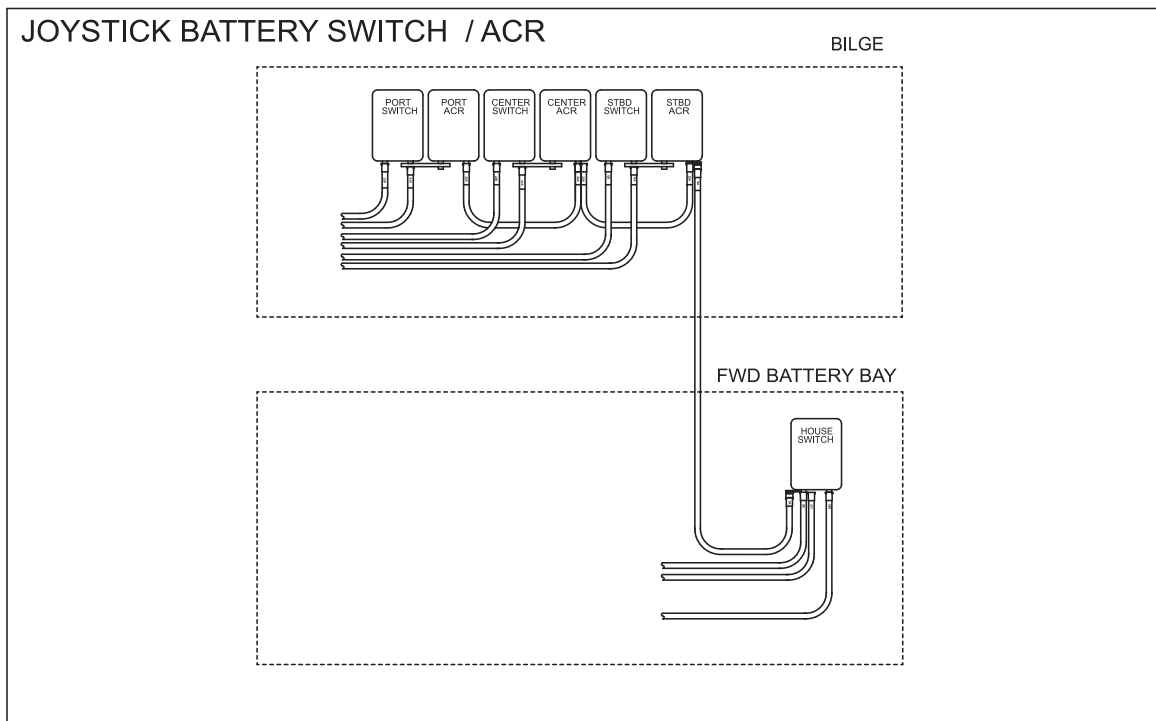 JOYSTICK BATTERY SWITCH / ACR
BILGE
PORT
SWITCH
PORT
ACR
CENTER
SWITCH
CENTER
ACR
STBD
SWITCH
STBD
ACR
FWD BATTERY BAY
HOUSE
SWITCH